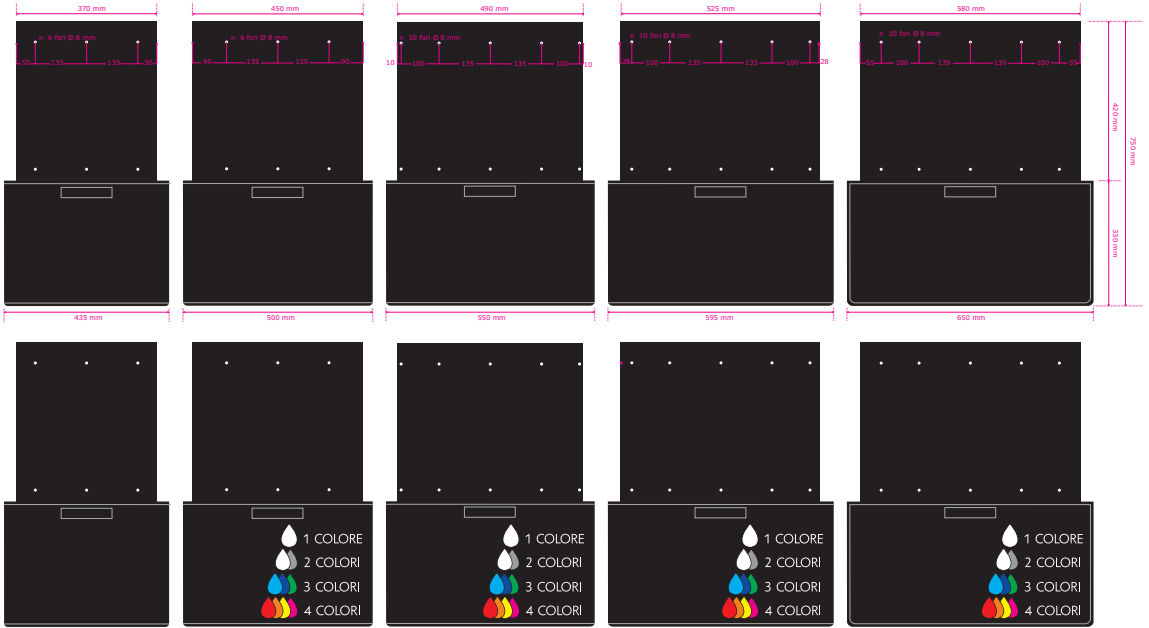 370 mm
450 mm
490 mm
525 mm
580 mm
n 6 fori Ø 8 mm
n 6 fori Ø 8 mm
n 10 fori Ø 8 mm
n 10 fori Ø 8 mm
n 10 fori Ø 8 mm
50 135 135 50
90 135 135 90
10 100 135 135 100 10
28 100 135 135 100 28
55 100 135 135 100 55
420 mm
750 mm
330 mm
435 mm
500 mm
550 mm
595 mm
650 mm
1 COLORE
2 COLORI
3 COLORI
4 COLORI
1 COLORE
2 COLORI
3 COLORI
4 COLORI
1 COLORE
2 COLORI
3 COLORI
4 COLORI
1 COLORE
2 COLORI
3 COLORI
4 COLORI